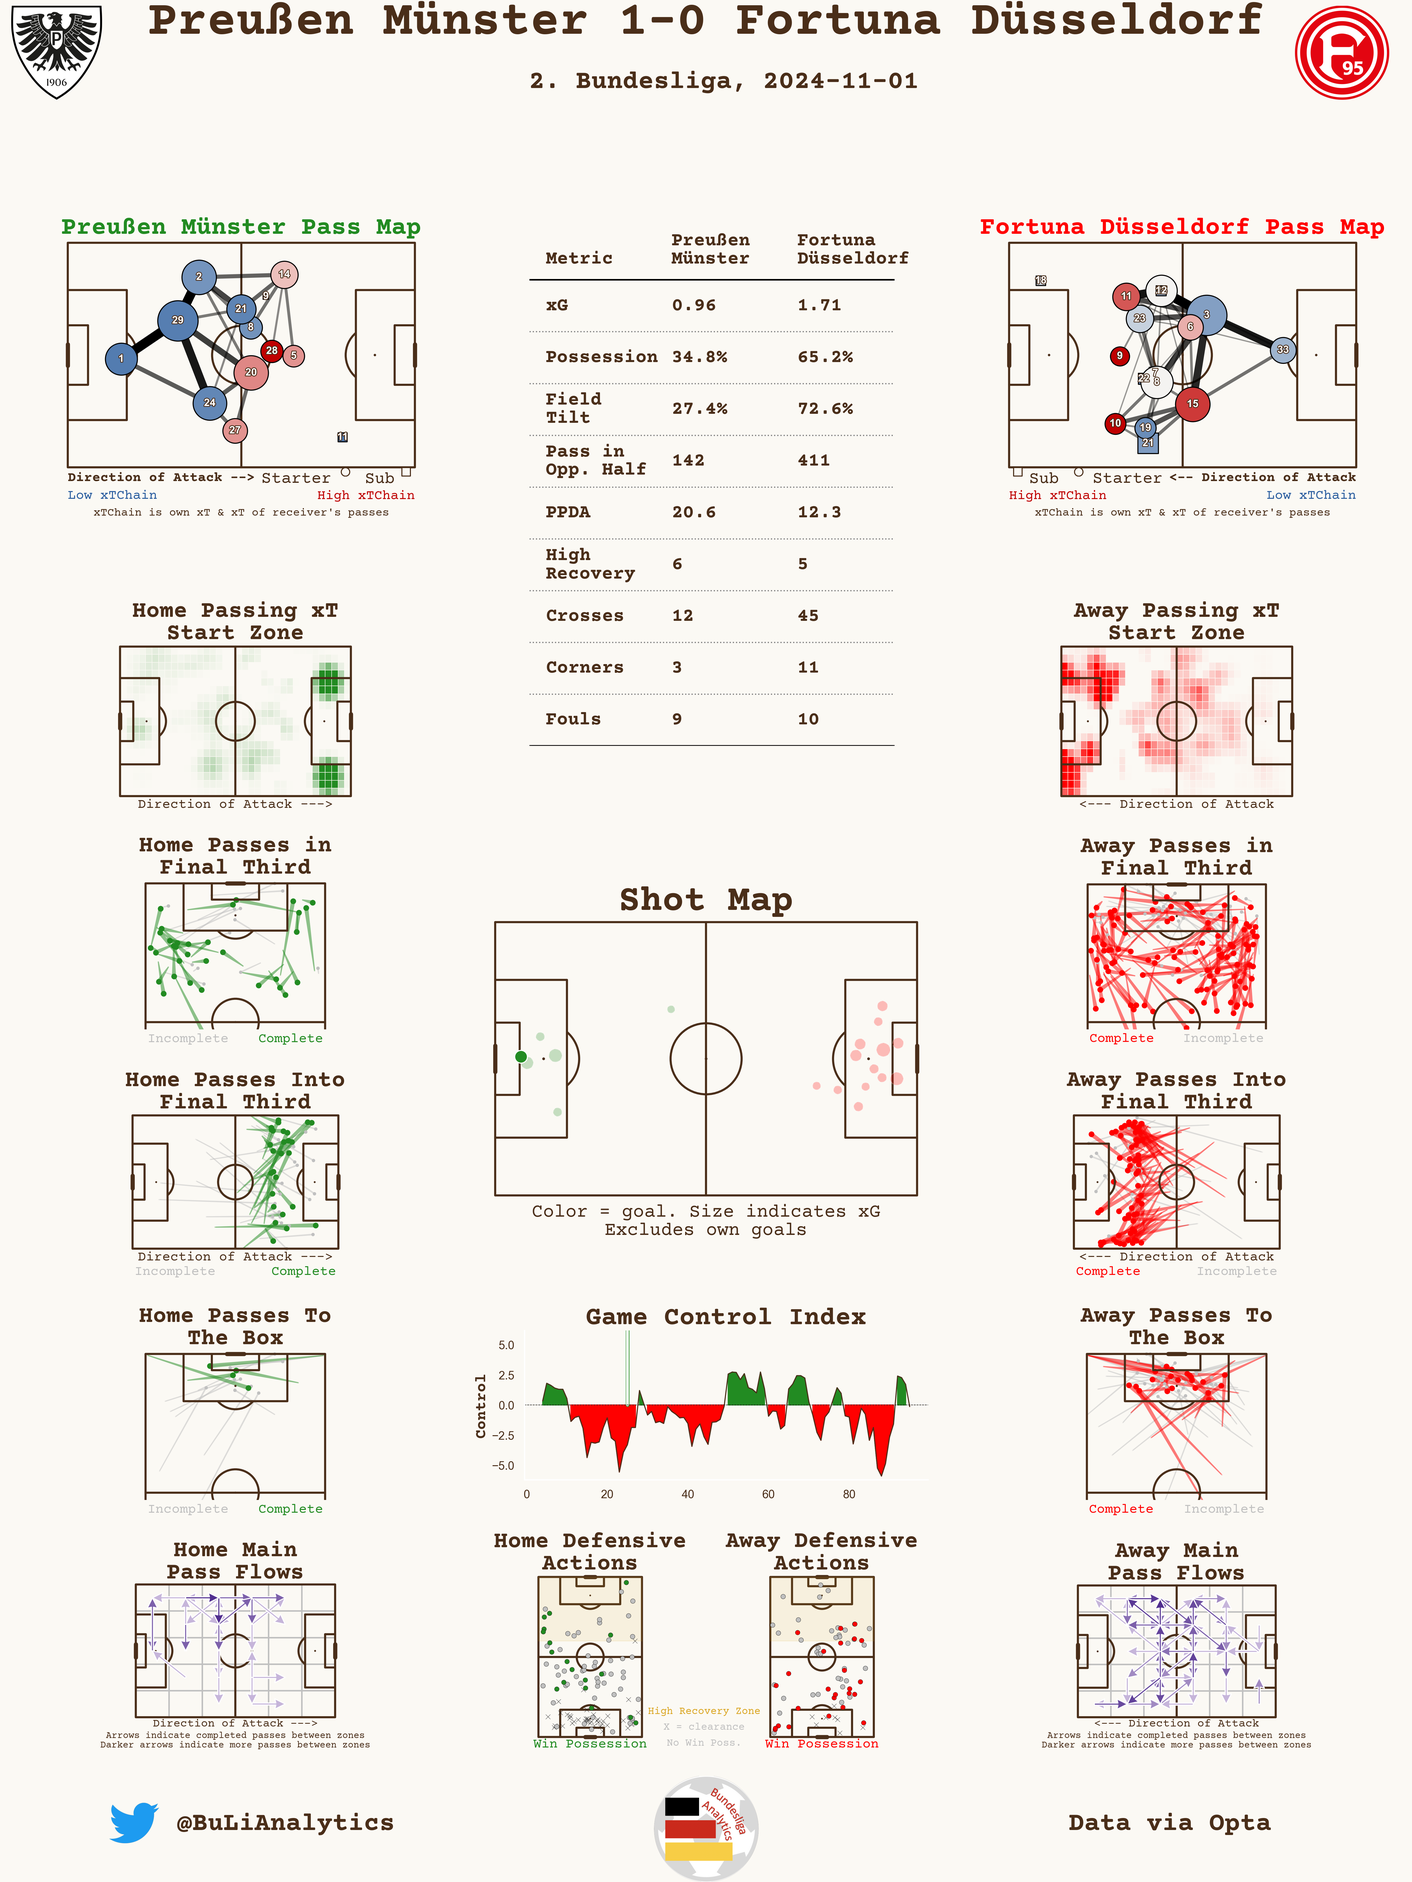 Preußen Münster 1-0 Fortuna Düsseldorf
2. Bundesliga, 2024-11-01
P
1906
F
95
Preußen Münster Pass Map
2
14
9
21
29
8
28
5
1
20
24
27
11
Direction of Attack --> Starter Sub
Low xTChain High xTChain
xTChain is own xT & xT of receiver's passes
Metric Preußen Münster Fortuna Düsseldorf
xG 0.96 1.71
Possession 34.8% 65.2%
Field Tilt 27.4% 72.6%
Pass in Opp. Half 142 411
PPDA 20.6 12.3
High Recovery 6 5
Crosses 12 45
Corners 3 11
Fouls 9 10
Fortuna Düsseldorf Pass Map
18
11
12
23
3
6
9
33
7
22
8
15
10
19
21
Sub Starter <-- Direction of Attack
High xTChain Low xTChain
xTChain is own xT & xT of receiver's passes
Home Passing xT
Start Zone
Direction of Attack --->
Away Passing xT
Start Zone
<--- Direction of Attack
Home Passes in
Final Third
Incomplete Complete
Away Passes in
Final Third
Complete Incomplete
Shot Map
Color = goal. Size indicates xG
Excludes own goals
Home Passes Into
Final Third
Direction of Attack --->
Incomplete Complete
Away Passes Into
Final Third
<--- Direction of Attack
Complete Incomplete
Home Passes To
The Box
Incomplete Complete
Game Control Index
Control
5.0
2.5
0.0
−2.5
−5.0
0 20 40 60 80
Away Passes To
The Box
Complete Incomplete
Home Main
Pass Flows
Direction of Attack --->
Arrows indicate completed passes between zones
Darker arrows indicate more passes between zones
Home Defensive
Actions
Win Possession
Away Defensive
Actions
Win Possession
High Recovery Zone
X = clearance
No Win Poss.
Away Main
Pass Flows
<--- Direction of Attack
Arrows indicate completed passes between zones
Darker arrows indicate more passes between zones
@BuLiAnalytics
Bundesliga
Analytics
Data via Opta